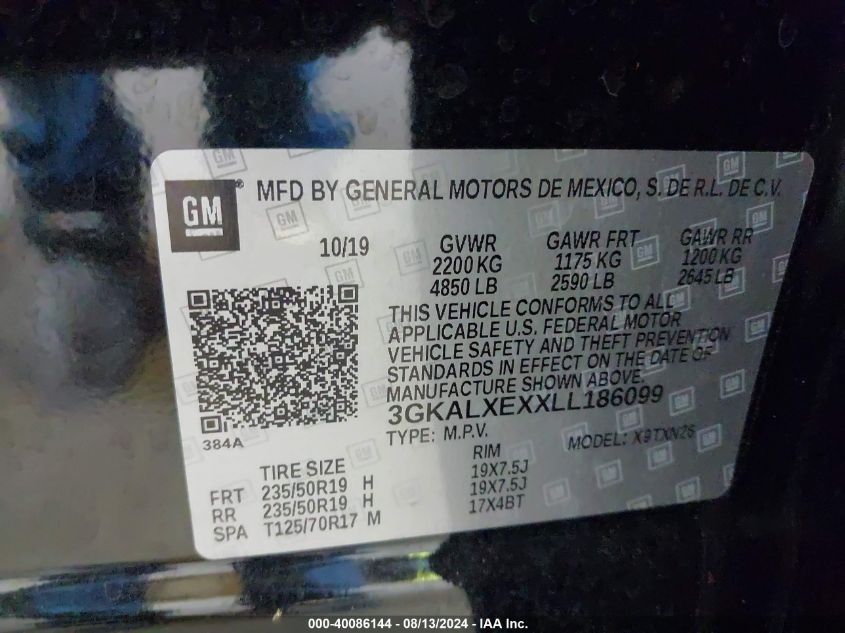 GM ® MFD BY GENERAL MOTORS DE MEXICO, S. DE R.L. DE C.V.
10/19 GVWR GAWR FRT GAWR RR
2200 KG 1175 KG 1200 KG
4850 LB 2590 LB 2645 LB
THIS VEHICLE CONFORMS TO ALL
APPLICABLE U.S. FEDERAL MOTOR
VEHICLE SAFETY AND THEFT PREVENTION
STANDARDS IN EFFECT ON THE DATE OF
MANUFACTURE SHOWN ABOVE.
3GKALXEXXLL186099
384A
TYPE: M.P.V. MODEL: X9TXN26
TIRE SIZE RIM
FRT 235/50R19 H 19X7.5J
RR 235/50R19 H 19X7.5J
SPA T125/70R17 M 17X4BT
000-40086144 - 08/13/2024 - IAA Inc.